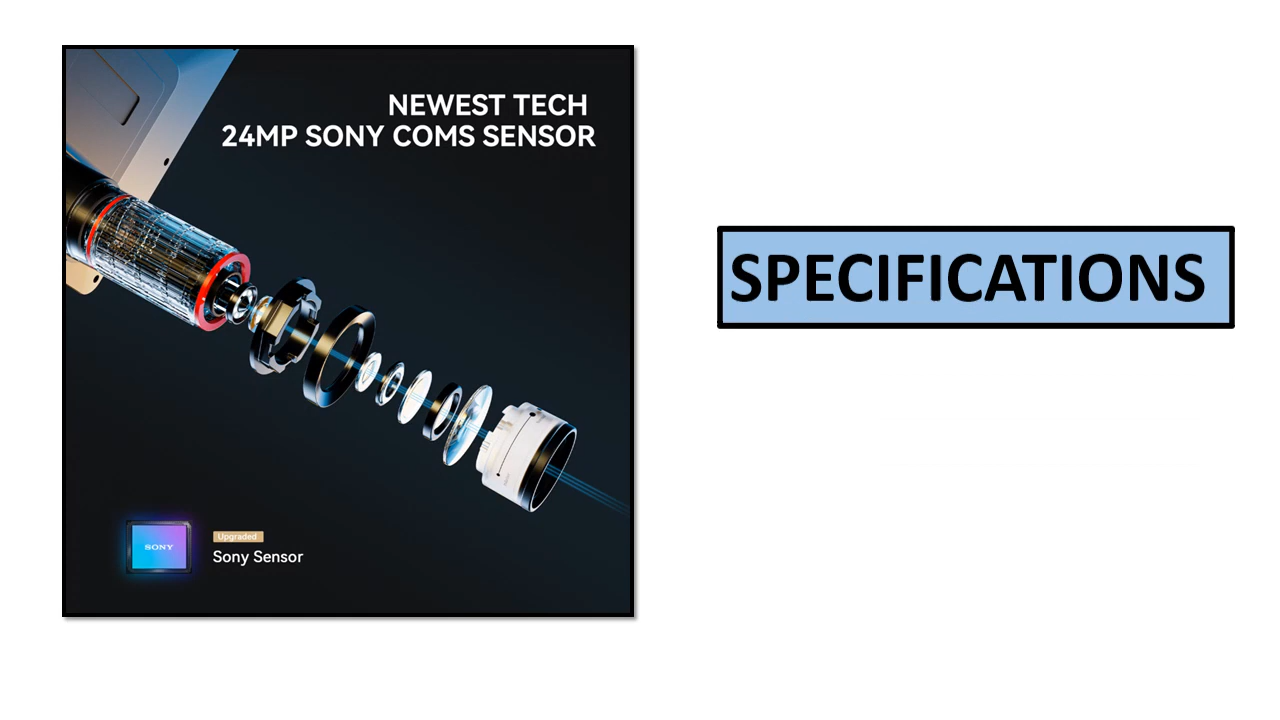 NEWEST TECH
24MP SONY COMS SENSOR
SPECIFICATIONS
Upgraded
SONY
Sony Sensor